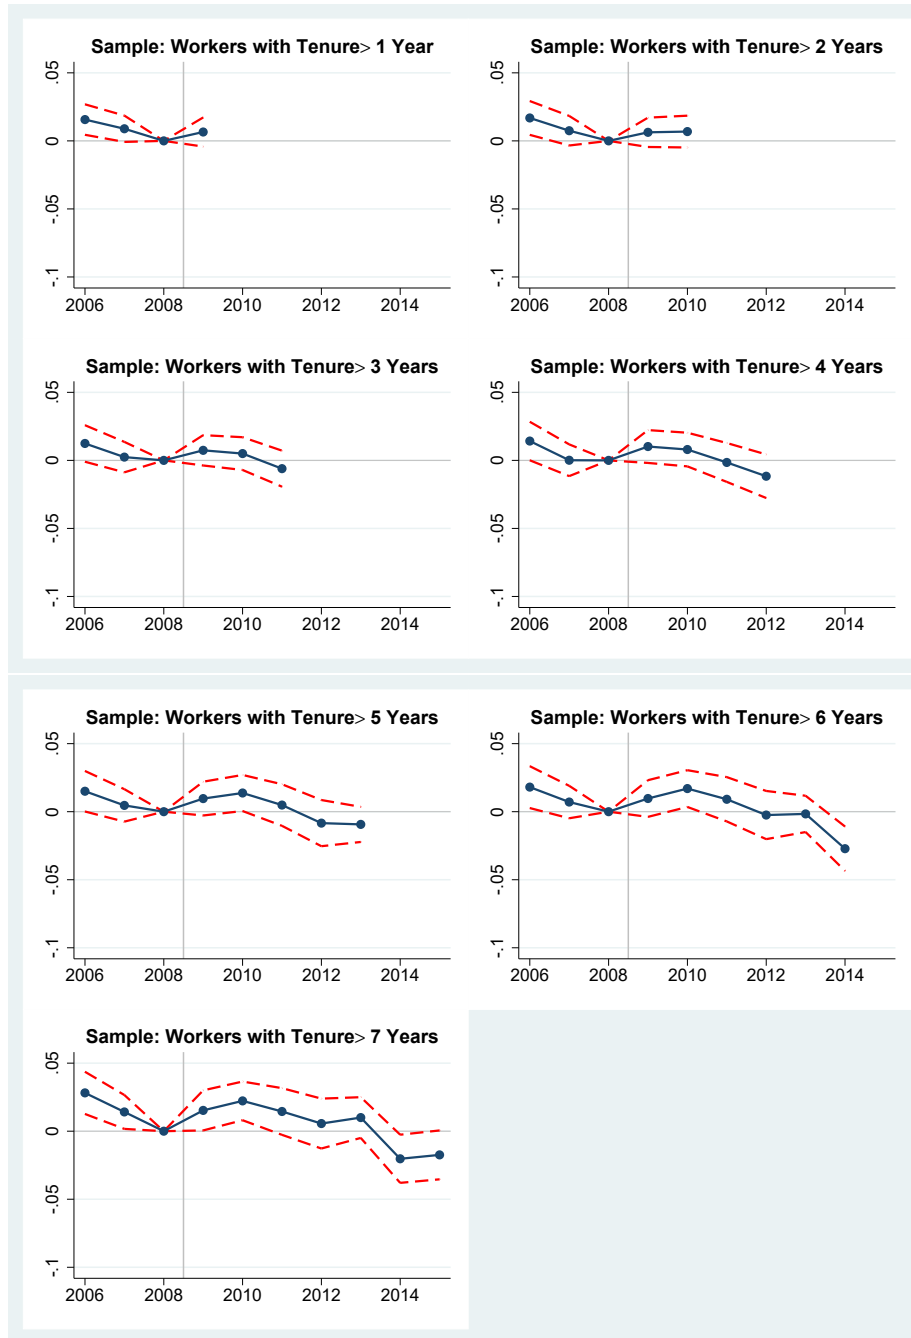 Sample: Workers with Tenure> 1 Year
Sample: Workers with Tenure> 2 Years
.05
0
-.05
-.1
2006 2008 2010 2012 2014
.05
0
-.05
-.1
2006 2008 2010 2012 2014
Sample: Workers with Tenure> 3 Years
Sample: Workers with Tenure> 4 Years
.05
0
-.05
-.1
2006 2008 2010 2012 2014
.05
0
-.05
-.1
2006 2008 2010 2012 2014
Sample: Workers with Tenure> 5 Years
Sample: Workers with Tenure> 6 Years
.05
0
-.05
-.1
2006 2008 2010 2012 2014
.05
0
-.05
-.1
2006 2008 2010 2012 2014
Sample: Workers with Tenure> 7 Years
.05
0
-.05
-.1
2006 2008 2010 2012 2014